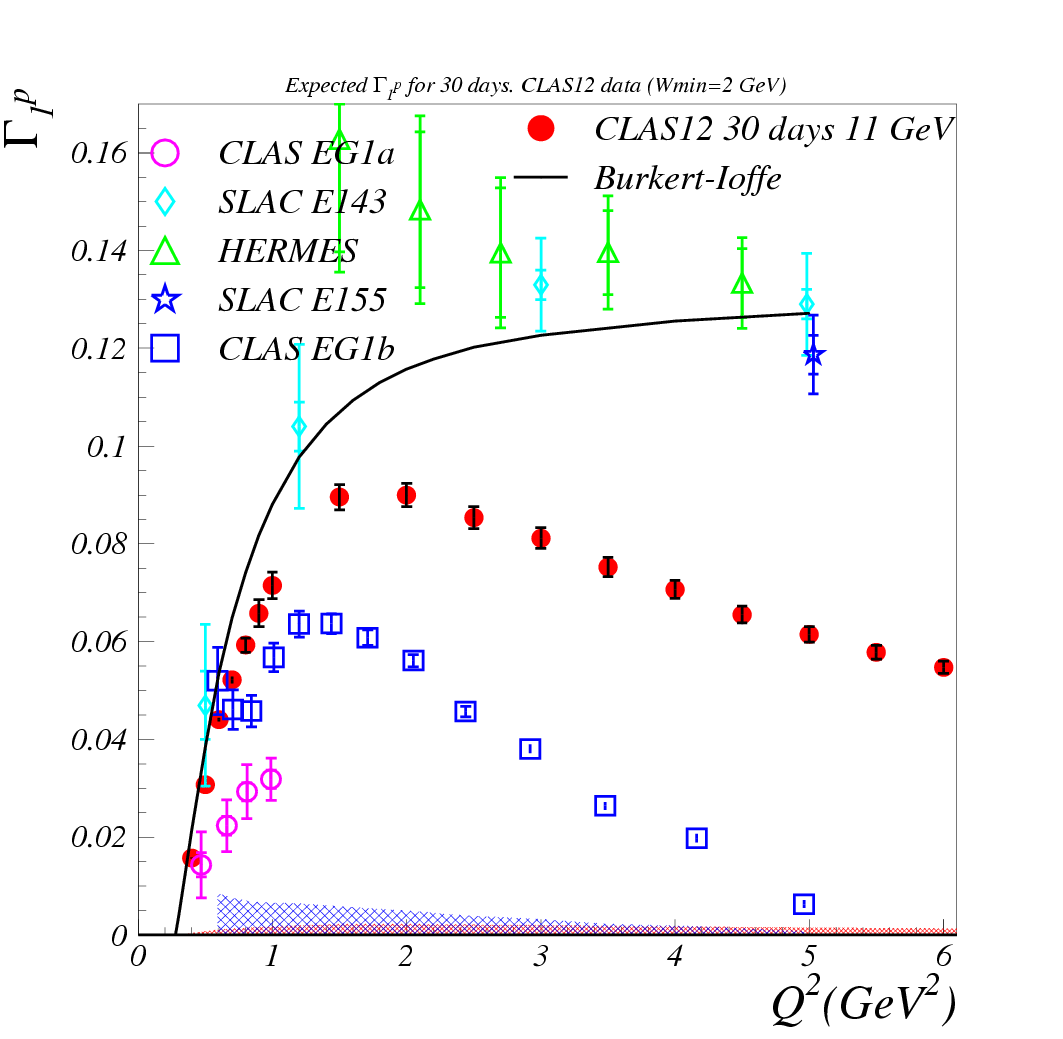 Expected Γ₁ᵖ for 30 days. CLAS12 data (Wmin=2 GeV)
Γ₁ᵖ
CLAS EG1a
SLAC E143
HERMES
SLAC E155
CLAS EG1b
CLAS12 30 days 11 GeV
Burkert-Ioffe
0.16
0.14
0.12
0.1
0.08
0.06
0.04
0.02
0
0 1 2 3 4 5 6
Q²(GeV²)